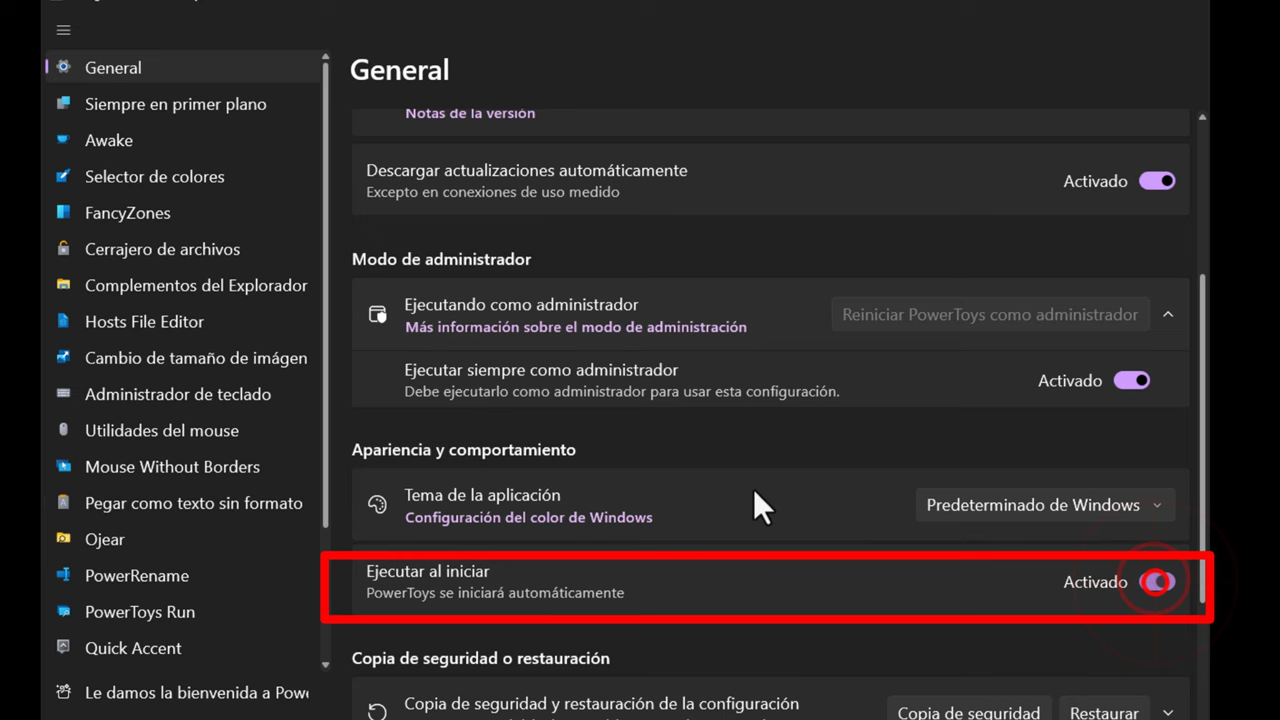 General
Siempre en primer plano
Awake
Selector de colores
FancyZones
Cerrajero de archivos
Complementos del Explorador
Hosts File Editor
Cambio de tamaño de imágen
Administrador de teclado
Utilidades del mouse
Mouse Without Borders
Pegar como texto sin formato
Ojear
PowerRename
PowerToys Run
Quick Accent
Le damos la bienvenida a Powe
General
Notas de la versión
Descargar actualizaciones automáticamente
Excepto en conexiones de uso medido
Activado
Modo de administrador
Ejecutando como administrador
Más información sobre el modo de administración
Reiniciar PowerToys como administrador
Ejecutar siempre como administrador
Debe ejecutarlo como administrador para usar esta configuración.
Activado
Apariencia y comportamiento
Tema de la aplicación
Configuración del color de Windows
Predeterminado de Windows
Ejecutar al iniciar
PowerToys se iniciará automáticamente
Activado
Copia de seguridad o restauración
Copia de seguridad y restauración de la configuración
Copia de seguridad
Restaurar